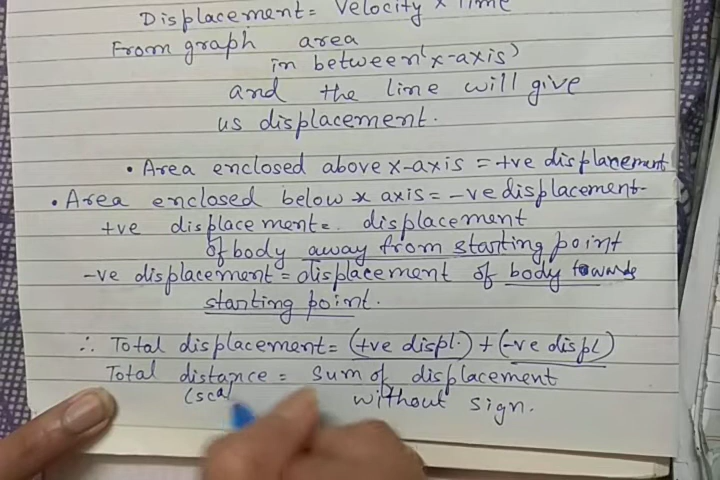 Displacement = Velocity × Time
From graph area
in between 'x-axis'
and the line will give
us displacement.
• Area enclosed above x-axis = +ve displacement
• Area enclosed below x axis = -ve displacement-
+ve displacement = displacement
of body away from starting point
-ve displacement = displacement of body towards
starting point.
∴ Total displacement = (+ve displ.) + (-ve displ)
Total distance = sum of displacement
(scal without sign.